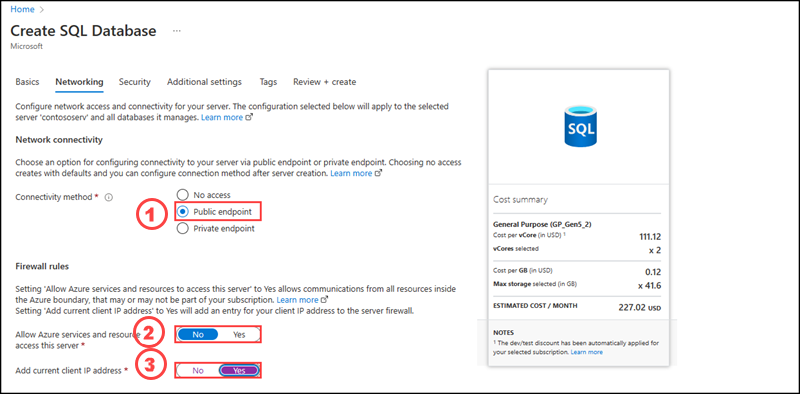 Home >
Create SQL Database ...
Microsoft
Basics Networking Security Additional settings Tags Review + create
Configure network access and connectivity for your server. The configuration selected below will apply to the selected
server 'contososerv' and all databases it manages. Learn more
Network connectivity
Choose an option for configuring connectivity to your server via public endpoint or private endpoint. Choosing no access
creates with defaults and you can configure connection method after server creation. Learn more
Connectivity method *
No access
1 Public endpoint
Private endpoint
Firewall rules
Setting 'Allow Azure services and resources to access this server' to Yes allows communications from all resources inside
the Azure boundary, that may or may not be part of your subscription. Learn more
Setting 'Add current client IP address' to Yes will add an entry for your client IP address to the server firewall.
Allow Azure services and resource 2 No Yes
access this server *
Add current client IP address * 3 No Yes
SQL
Cost summary
General Purpose (GP_Gen5_2)
Cost per vCore (in USD) 1 111.12
vCores selected x 2
Cost per GB (in USD) 0.12
Max storage selected (in GB) x 41.6
ESTIMATED COST / MONTH 227.02 USD
NOTES
1 The dev/test discount has been automatically applied for
your selected subscription. Learn more